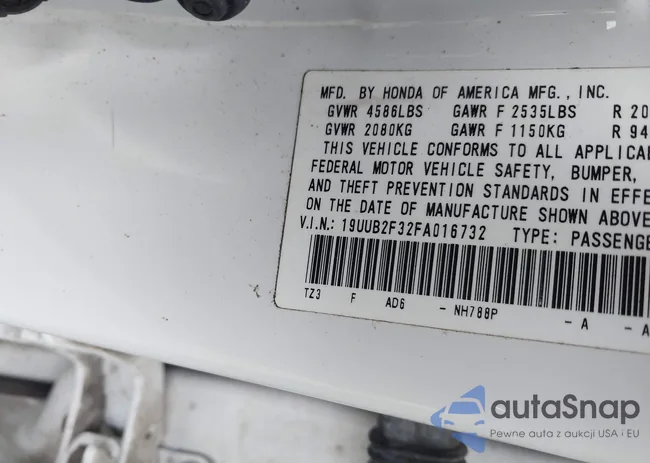 MFD. BY HONDA OF AMERICA MFG., INC.
GVWR 4586LBS GAWR F 2535LBS R 20
GVWR 2080KG GAWR F 1150KG R 94
THIS VEHICLE CONFORMS TO ALL APPLICA
FEDERAL MOTOR VEHICLE SAFETY, BUMPER,
AND THEFT PREVENTION STANDARDS IN EFFE
ON THE DATE OF MANUFACTURE SHOWN ABOVE
V.I.N.: 19UUB2F32FA016732 TYPE: PASSENGE
TZ3 F AD6 - NH788P - A - A
autaSnap
Pewne auta z aukcji USA i EU